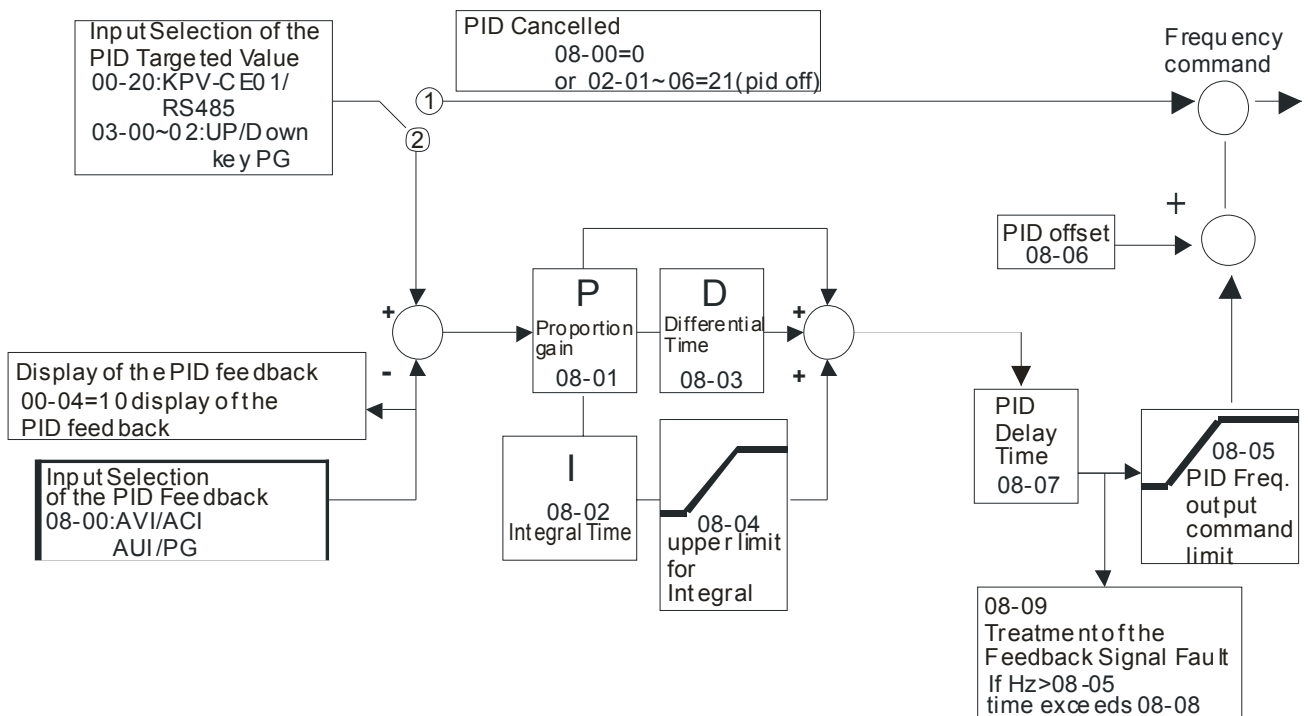 Input Selection of the
PID Targeted Value
00-20:KPV-CE01/
RS485
03-00~02:UP/Down
key PG
PID Cancelled
08-00=0
or 02-01~06=21(pid off)
Frequency
command
1
2
+
PID offset
08-06
P
Proportion
gain
08-01
D
Differential
Time
08-03
+
+
+
-
Display of the PID feedback
00-04=10 display of the
PID feedback
Input Selection
of the PID Feedback
08-00:AVI/ACI
AUI/PG
I
08-02
Integral Time
08-04
upper limit
for
Integral
PID
Delay
Time
08-07
08-05
PID Freq.
output
command
limit
08-09
Treatment of the
Feedback Signal Fault
If Hz>08-05
time exceeds 08-08